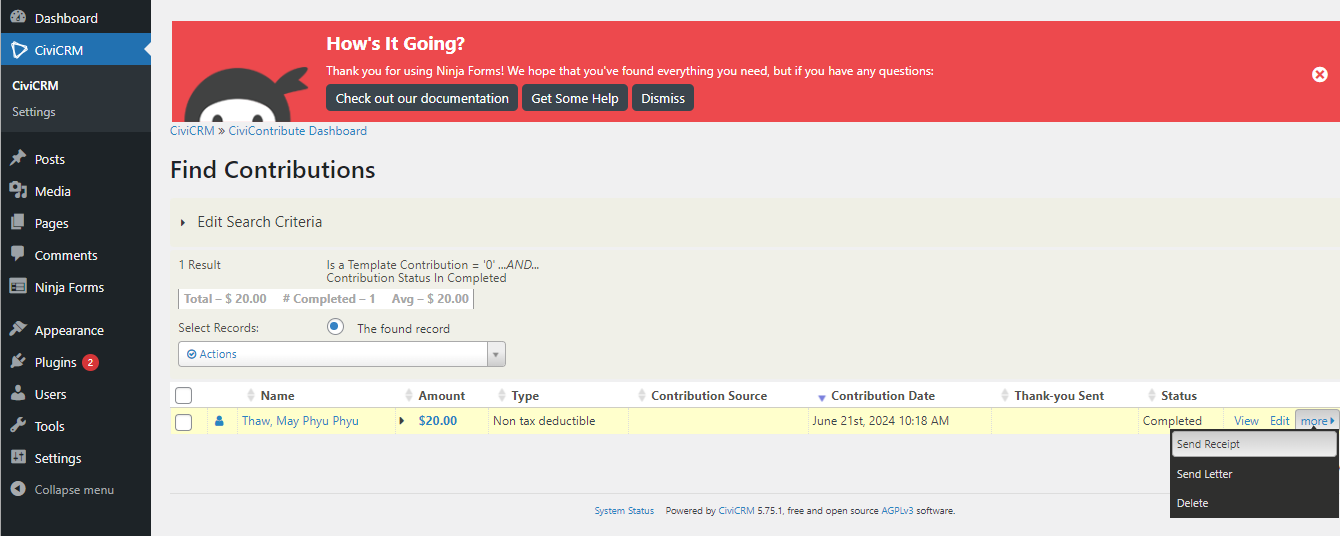 Dashboard
CiviCRM
CiviCRM
Settings
Posts
Media
Pages
Comments
Ninja Forms
Appearance
Plugins 2
Users
Tools
Settings
Collapse menu
How's It Going?
Thank you for using Ninja Forms! We hope that you've found everything you need, but if you have any questions:
Check out our documentation Get Some Help Dismiss
CiviCRM » CiviContribute Dashboard
Find Contributions
Edit Search Criteria
1 Result Is a Template Contribution = '0' ...AND...
Contribution Status In Completed
Total – $ 20.00 # Completed – 1 Avg – $ 20.00
Select Records: The found record
Actions
Name Amount Type Contribution Source Contribution Date Thank-you Sent Status
Thaw, May Phyu Phyu $20.00 Non tax deductible June 21st, 2024 10:18 AM Completed View Edit more
Send Receipt
Send Letter
Delete
System Status Powered by CiviCRM 5.75.1, free and open source AGPLv3 software.